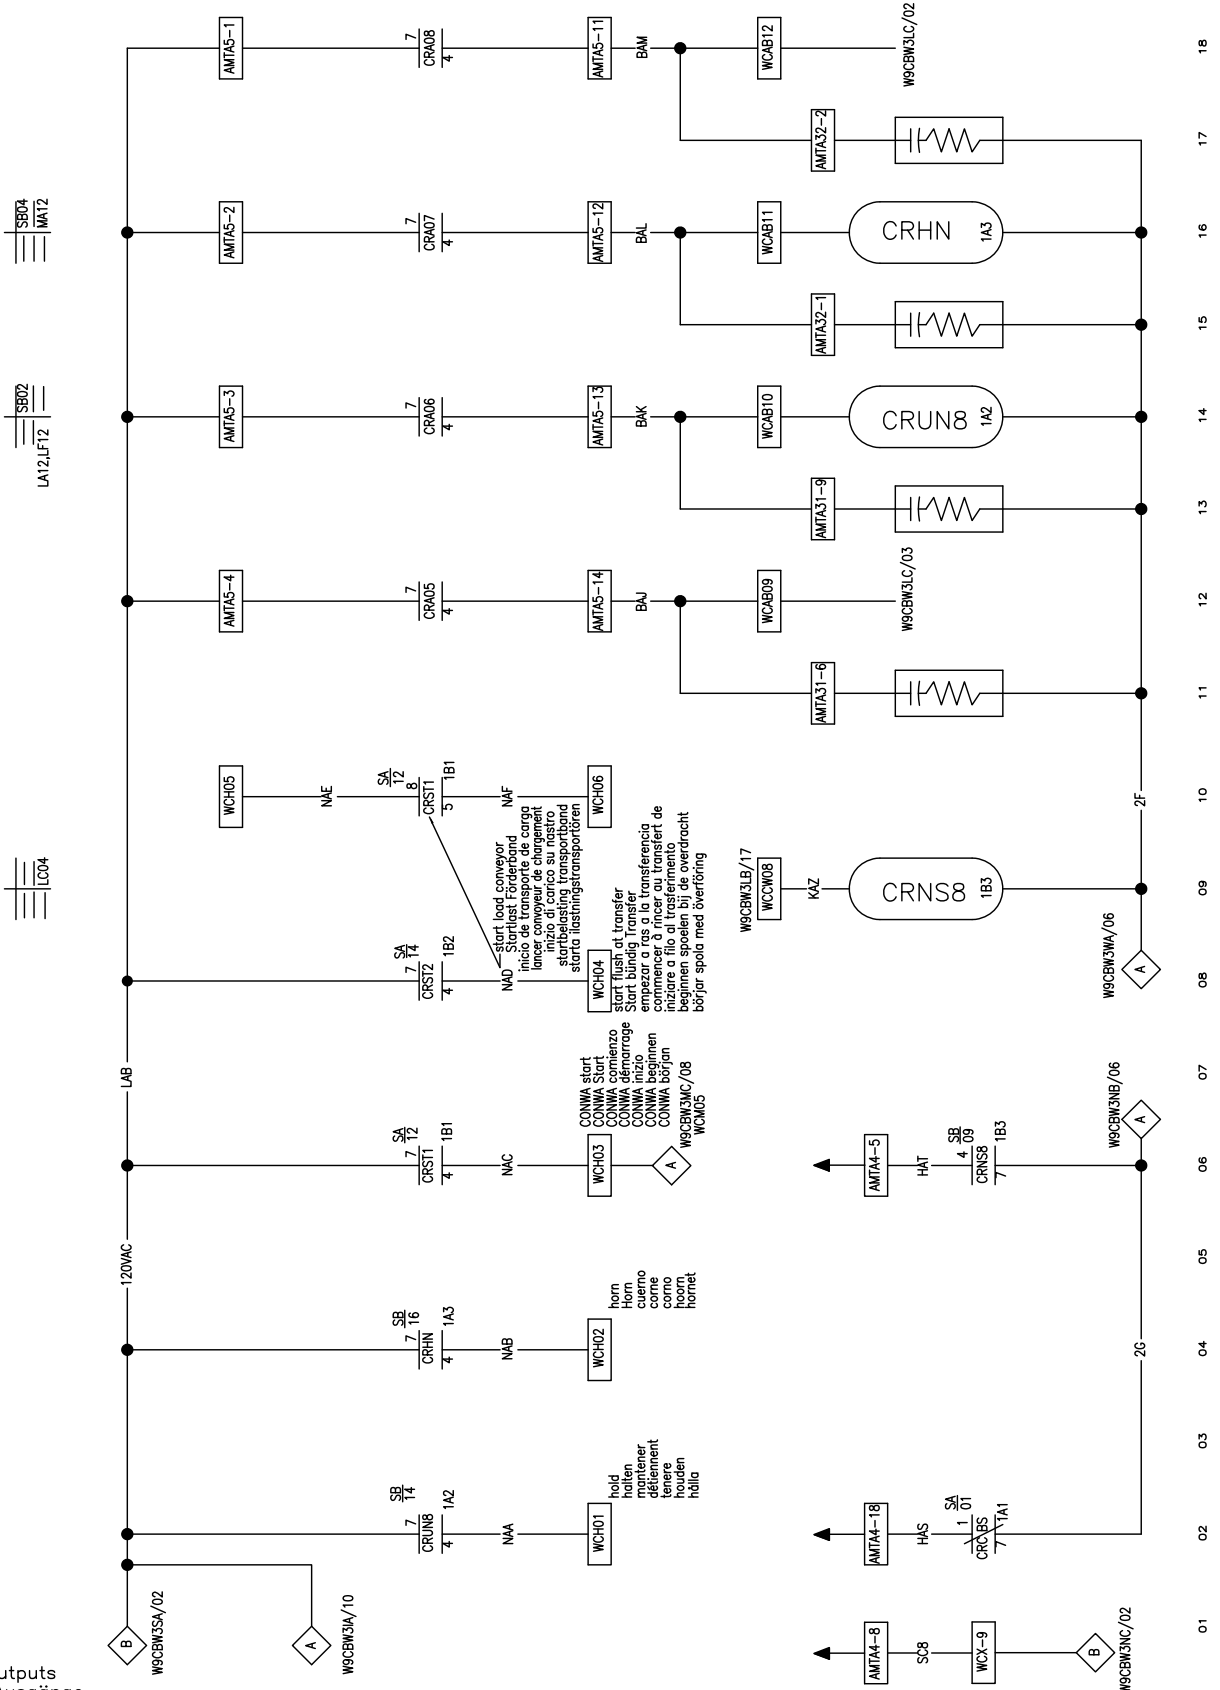 utputs
B
W9CBW3SA/02
A
W9CBW3IA/10
120VAC
LAB
SB
14
7
CRUN8
4
1A2
NAA
WCH01
hold
halten
mantener
détiennent
tenere
houden
hålla
SB
16
7
CRHN
4
1A3
NAB
WCH02
horn
Horn
cuerno
corne
corno
hoorn
hornet
SA
12
7
CRST1
4
1B1
NAC
WCH03
CONWA start
CONWA Start
CONWA comienzo
CONWA démarrage
CONWA inizio
CONWA beginnen
CONWA början
A
W9CBW3MC/08
WCM05
SA
14
7
CRST2
4
1B2
NAD
WCH04
start flush at transfer
Start bündig Transfer
empezar a ras a la transferencia
commencer à rincer au transfert de
iniziare a filo al trasferimento
beginnen spoelen bij de overdracht
börjar spola med överföring
WCH05
NAE
SA
12
8
CRST1
5
1B1
NAF
WCH06
start load conveyor
Startlast Förderband
inicio de transporte de carga
lancer convoyeur de chargement
inizio di carico su nastro
startbelasting transportband
starta ilastningstransportören
AMTA5-4
7
CRA05
4
AMTA5-14
BAJ
WCAB09
W9CBW3LC/03
AMTA31-6
SB02
LA12,LF12
AMTA5-3
7
CRA06
4
AMTA5-13
BAK
WCAB10
CRUN8
1A2
AMTA31-9
SB04
MA12
AMTA5-2
7
CRA07
4
AMTA5-12
BAL
WCAB11
CRHN
1A3
AMTA32-1
AMTA5-1
7
CRA08
4
AMTA5-11
BAM
WCAB12
W9CBW3LC/02
AMTA32-2
LC04
W9CBW3LB/17
WCCW08
KAZ
CRNS8
1B3
2F
A
W9CBW3WA/06
AMTA4-8
SC8
WCX-9
B
W9CBW3NC/02
AMTA4-18
HAS
SA
01
1
CRCBS
7
1A1
2G
AMTA4-5
HAT
SB
09
4
CRNS8
7
1B3
A
W9CBW3NB/06
01
02
03
04
05
06
07
08
09
10
11
12
13
14
15
16
17
18